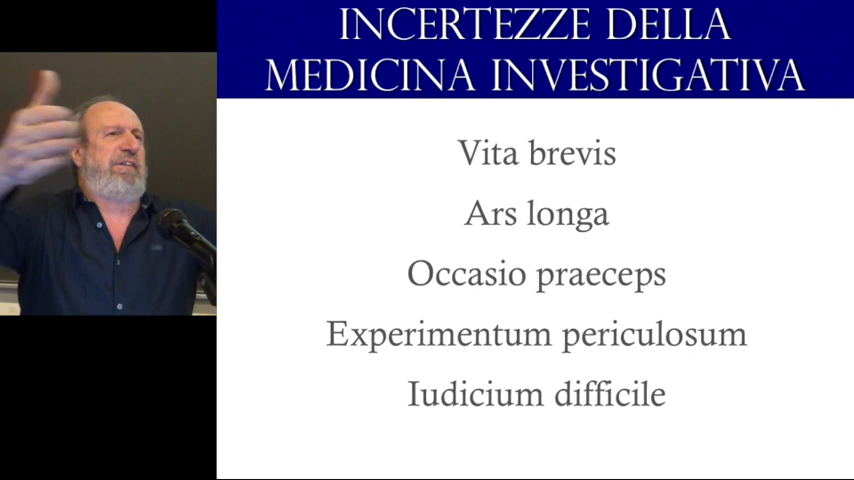 INCERTEZZE DELLA
MEDICINA INVESTIGATIVA
Vita brevis
Ars longa
Occasio praeceps
Experimentum periculosum
Iudicium difficile